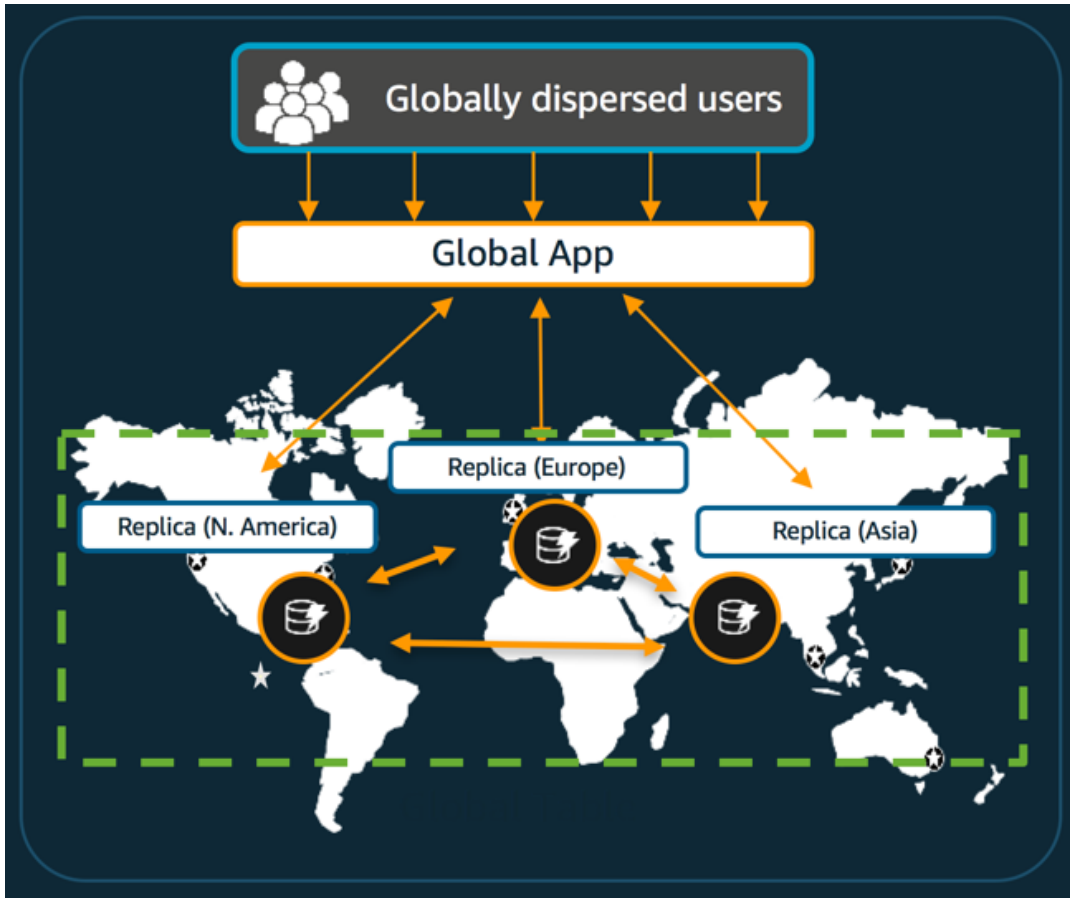 Globally dispersed users
Global App
Replica (Europe)
Replica (N. America)
Replica (Asia)